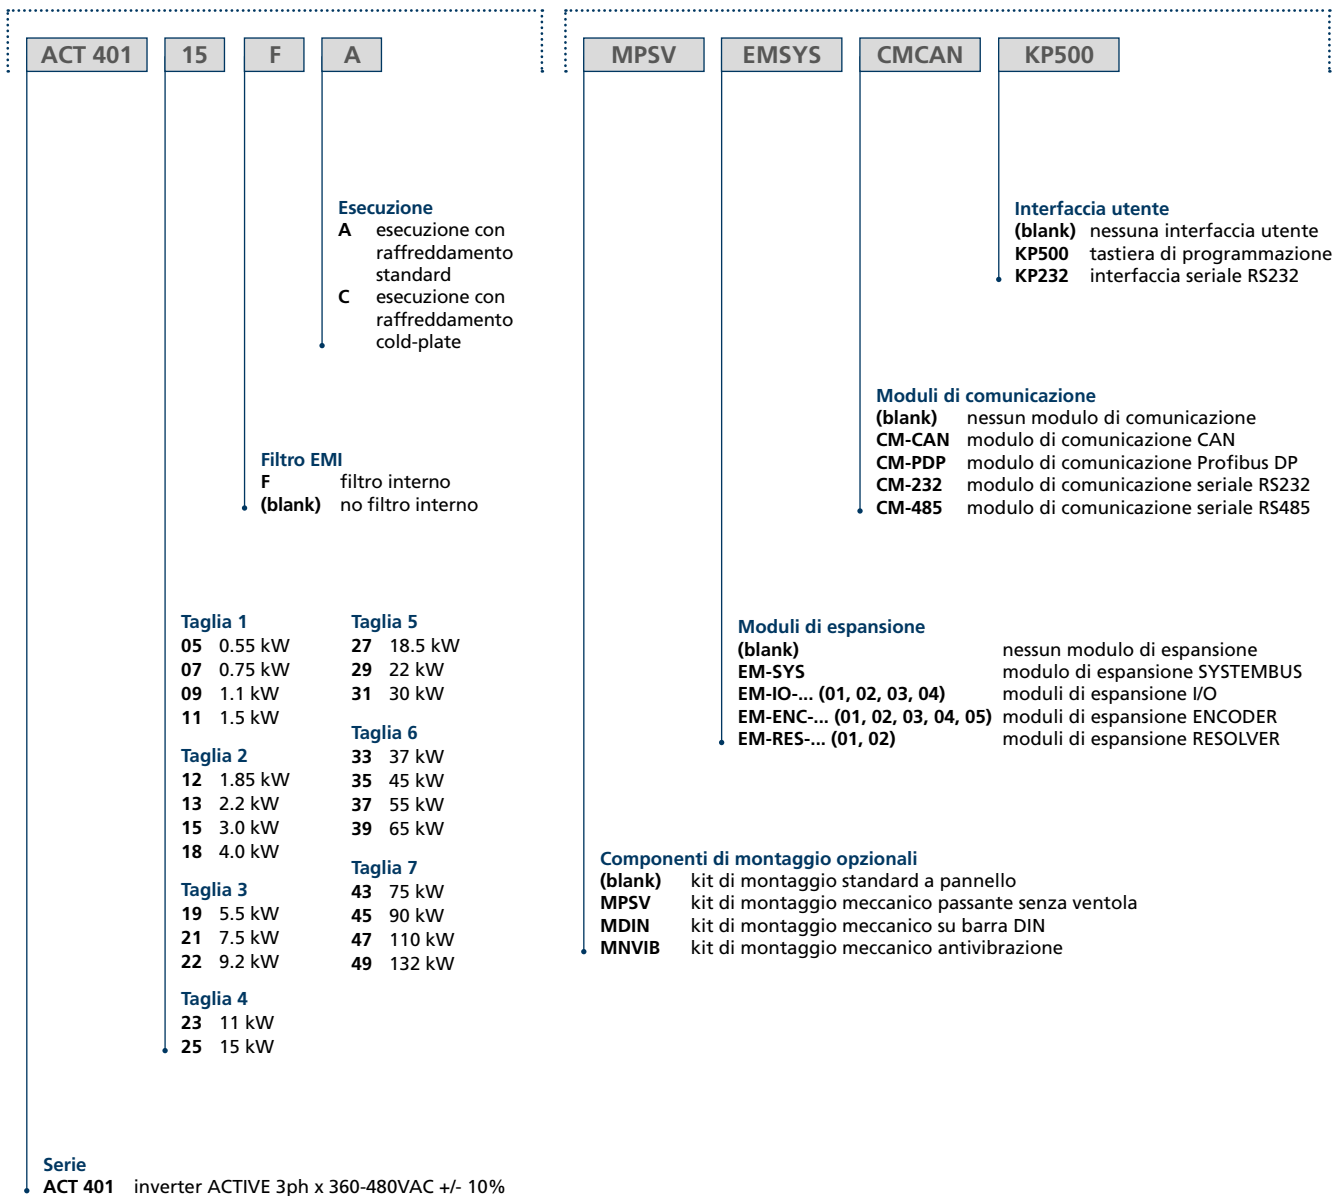 ACT 401 15 F A MPSV EMSYS CMCAN KP500
Esecuzione
A esecuzione con
raffreddamento
standard
C esecuzione con
raffreddamento
cold-plate
Interfaccia utente
(blank) nessuna interfaccia utente
KP500 tastiera di programmazione
KP232 interfaccia seriale RS232
Moduli di comunicazione
(blank) nessun modulo di comunicazione
CM-CAN modulo di comunicazione CAN
CM-PDP modulo di comunicazione Profibus DP
CM-232 modulo di comunicazione seriale RS232
CM-485 modulo di comunicazione seriale RS485
Filtro EMI
F filtro interno
(blank) no filtro interno
Taglia 1
05 0.55 kW
07 0.75 kW
09 1.1 kW
11 1.5 kW
Taglia 2
12 1.85 kW
13 2.2 kW
15 3.0 kW
18 4.0 kW
Taglia 3
19 5.5 kW
21 7.5 kW
22 9.2 kW
Taglia 4
23 11 kW
25 15 kW
Taglia 5
27 18.5 kW
29 22 kW
31 30 kW
Taglia 6
33 37 kW
35 45 kW
37 55 kW
39 65 kW
Taglia 7
43 75 kW
45 90 kW
47 110 kW
49 132 kW
Moduli di espansione
(blank) nessun modulo di espansione
EM-SYS modulo di espansione SYSTEMBUS
EM-IO-... (01, 02, 03, 04) moduli di espansione I/O
EM-ENC-... (01, 02, 03, 04, 05) moduli di espansione ENCODER
EM-RES-... (01, 02) moduli di espansione RESOLVER
Componenti di montaggio opzionali
(blank) kit di montaggio standard a pannello
MPSV kit di montaggio meccanico passante senza ventola
MDIN kit di montaggio meccanico su barra DIN
MNVIB kit di montaggio meccanico antivibrazione
Serie
ACT 401 inverter ACTIVE 3ph x 360-480VAC +/- 10%